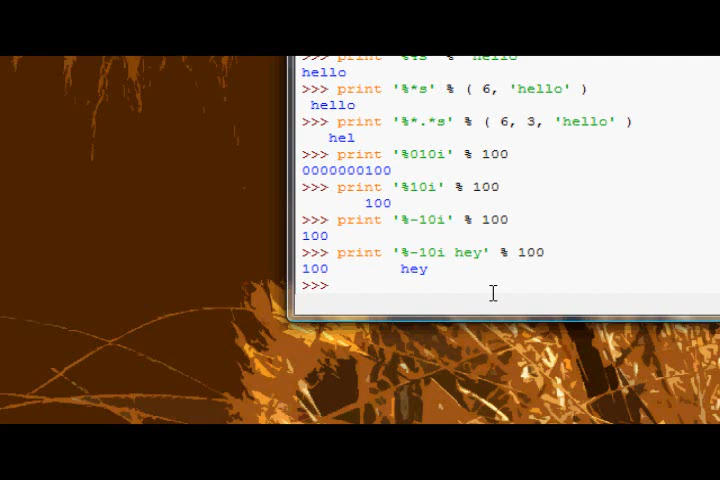 >>> print '%%s' % 'hello'
hello
>>> print '%*s' % ( 6, 'hello' )
 hello
>>> print '%*.*s' % ( 6, 3, 'hello' )
   hel
>>> print '%010i' % 100
0000000100
>>> print '%10i' % 100
       100
>>> print '%-10i' % 100
100
>>> print '%-10i hey' % 100
100        hey
>>>